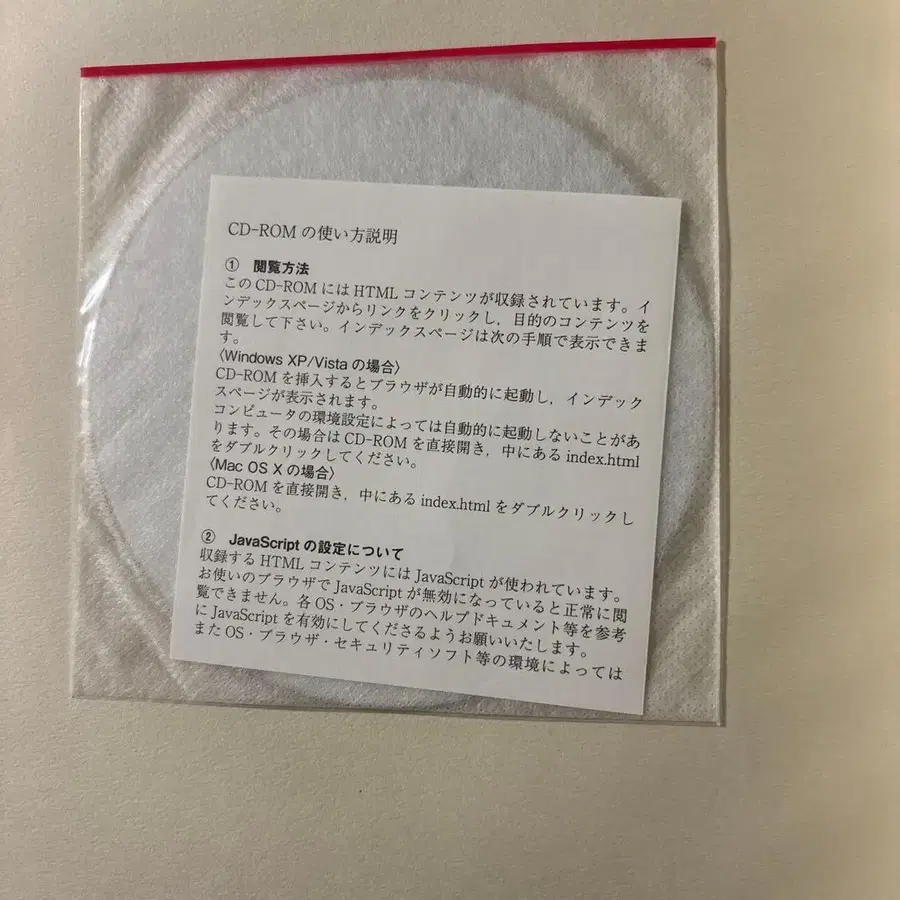 CD-ROM の使い方説明
① 閲覧方法
この CD-ROM には HTML コンテンツが収録されています。イ
ンデックスページからリンクをクリックし，目的のコンテンツを
閲覧して下さい。インデックスページは次の手順で表示できま
す。
〈Windows XP/Vista の場合〉
CD-ROM を挿入するとブラウザが自動的に起動し，インデック
スページが表示されます。
コンピュータの環境設定によっては自動的に起動しないことがあ
ります。その場合は CD-ROM を直接開き，中にある index.html
をダブルクリックしてください。
〈Mac OS X の場合〉
CD-ROM を直接開き，中にある index.html をダブルクリックし
てください。
② JavaScript の設定について
収録する HTML コンテンツには JavaScript が使われています。
お使いのブラウザで JavaScript が無効になっていると正常に閲
覧できません。各 OS・ブラウザのヘルプドキュメント等を参考
に JavaScript を有効にしてくださるようお願いいたします。
また OS・ブラウザ・セキュリティソフト等の環境によっては